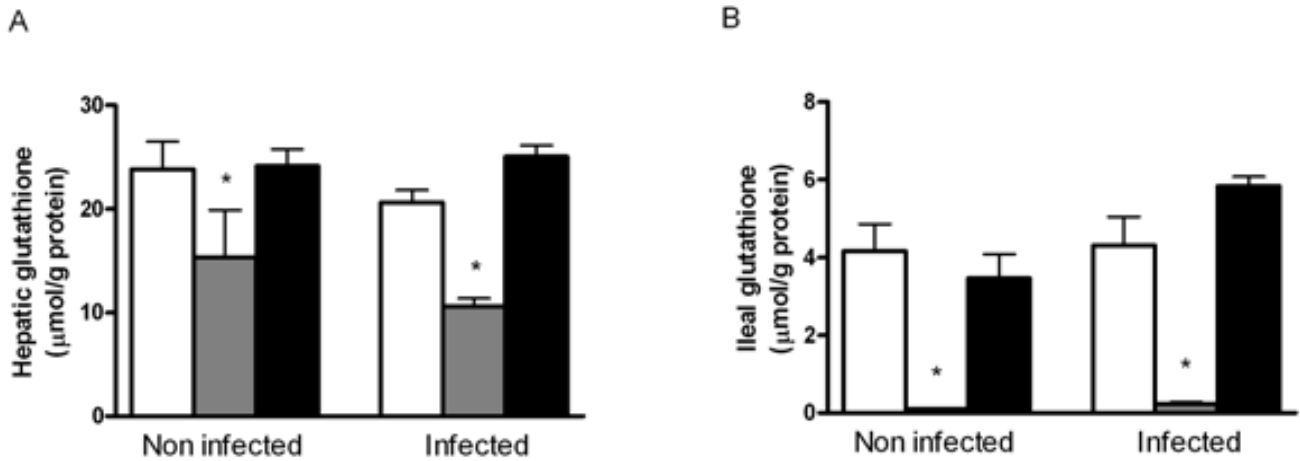 A
Hepatic glutathione
(μmol/g protein)
30
20
10
0
*
*
Non infected
Infected
B
Ileal glutathione
(μmol/g protein)
8
6
4
2
0
*
*
Non infected
Infected